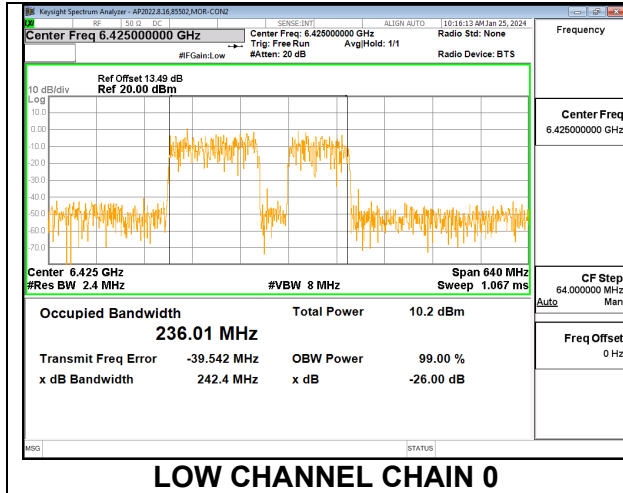 Keysight Spectrum Analyzer - AP2022.8.16,85502,MOR-CON2
RF 50 Ω DC SENSE:INT ALIGN AUTO 10:16:13 AM Jan 25, 2024
Center Freq 6.425000000 GHz
Center Freq: 6.425000000 GHz
Radio Std: None
Trig: Free Run Avg|Hold: 1/1
#IFGain:Low #Atten: 20 dB Radio Device: BTS
Frequency
Ref Offset 13.49 dB
10 dB/div Ref 20.00 dBm
Log
10.0
0.00
-10.0
-20.0
-30.0
-40.0
-50.0
-60.0
-70.0
Center Freq
6.425000000 GHz
Center 6.425 GHz Span 640 MHz
#Res BW 2.4 MHz #VBW 8 MHz Sweep 1.067 ms
CF Step
64.000000 MHz
Auto Man
Freq Offset
0 Hz
Occupied Bandwidth Total Power 10.2 dBm
236.01 MHz
Transmit Freq Error -39.542 MHz OBW Power 99.00 %
x dB Bandwidth 242.4 MHz x dB -26.00 dB
MSG STATUS
LOW CHANNEL CHAIN 0